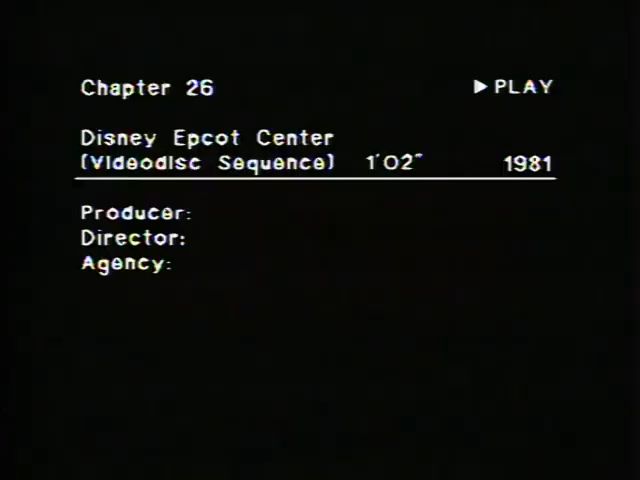 Chapter 26 ▶PLAY
Disney Epcot Center
(Videodisc Sequence) 1'02" 1981
Producer:
Director:
Agency: